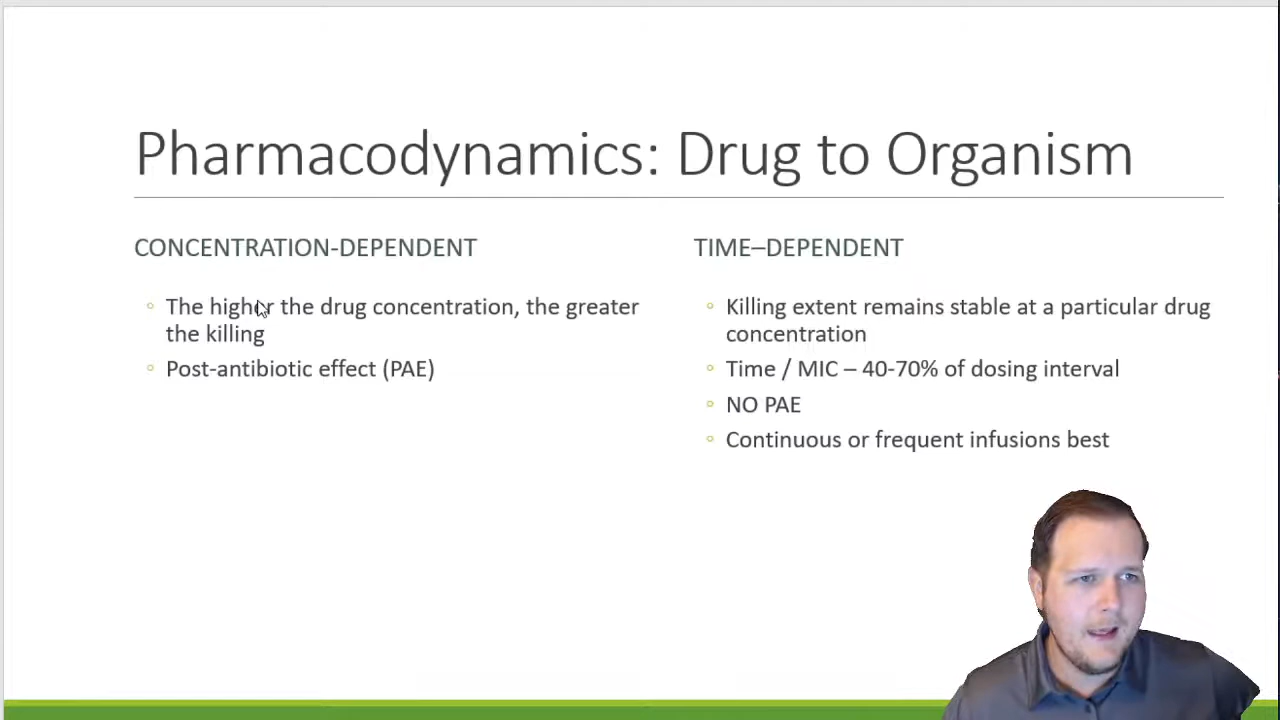 Pharmacodynamics: Drug to Organism
CONCENTRATION-DEPENDENT
The higher the drug concentration, the greater
the killing
Post-antibiotic effect (PAE)
TIME–DEPENDENT
Killing extent remains stable at a particular drug
concentration
Time / MIC – 40-70% of dosing interval
NO PAE
Continuous or frequent infusions best